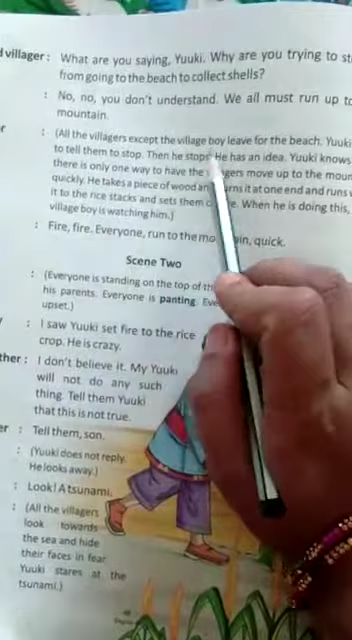 d villager : What are you saying, Yuuki. Why are you trying to st
from going to the beach to collect shells?
: No, no, you don't understand. We all must run up to
mountain.
r : (All the villagers except the village boy leave for the beach. Yuuki
to tell them to stop. Then he stops. He has an idea. Yuuki knows
there is only one way to have the gers move up to the moun
quickly. He takes a piece of wood an urns it at one end and runs
it to the rice stacks and sets them e. When he is doing this,
village boy is watching him.)
: Fire, fire. Everyone, run to the mo in, quick.
Scene Two
: (Everyone is standing on the top of th
his parents. Everyone is panting. Eve
upset.)
: I saw Yuuki set fire to the rice
crop. He is crazy.
ther : I don't believe it. My Yuuki
will not do any such
thing. Tell them Yuuki
that this is not true.
er : Tell them, son.
: (Yuuki does not reply.
He looks away.)
: Look! A tsunami.
: (All the villagers
look towards
the sea and hide
their faces in fear
Yuuki stares at the
tsunami.)